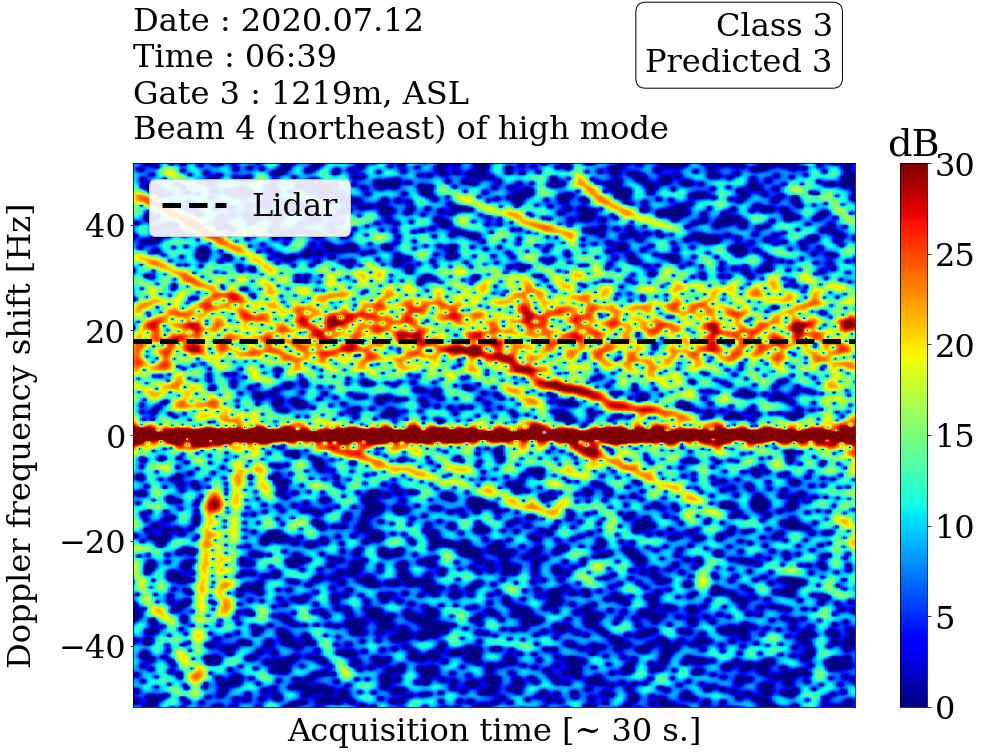 Date : 2020.07.12
Time : 06:39
Gate 3 : 1219m, ASL
Beam 4 (northeast) of high mode
Class 3
Predicted 3
dB
Lidar
Doppler frequency shift [Hz]
40
20
0
−20
−40
30
25
20
15
10
5
0
Acquisition time [~ 30 s.]